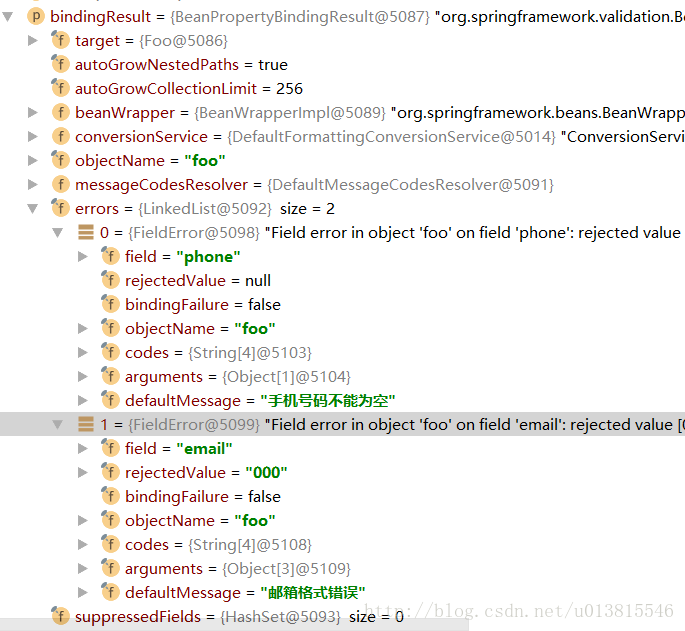 bindingResult = {BeanPropertyBindingResult@5087} "org.springframework.validation.Be
target = {Foo@5086}
autoGrowNestedPaths = true
autoGrowCollectionLimit = 256
beanWrapper = {BeanWrapperImpl@5089} "org.springframework.beans.BeanWrapp
conversionService = {DefaultFormattingConversionService@5014} "ConversionServi
objectName = "foo"
messageCodesResolver = {DefaultMessageCodesResolver@5091}
errors = {LinkedList@5092} size = 2
0 = {FieldError@5098} "Field error in object 'foo' on field 'phone': rejected value
field = "phone"
rejectedValue = null
bindingFailure = false
objectName = "foo"
codes = {String[4]@5103}
arguments = {Object[1]@5104}
defaultMessage = "手机号码不能为空"
1 = {FieldError@5099} "Field error in object 'foo' on field 'email': rejected value [0
field = "email"
rejectedValue = "000"
bindingFailure = false
objectName = "foo"
codes = {String[4]@5108}
arguments = {Object[3]@5109}
defaultMessage = "邮箱格式错误"
suppressedFields = {HashSet@5093} size = 0
http://blog.csdn.net/u013815546